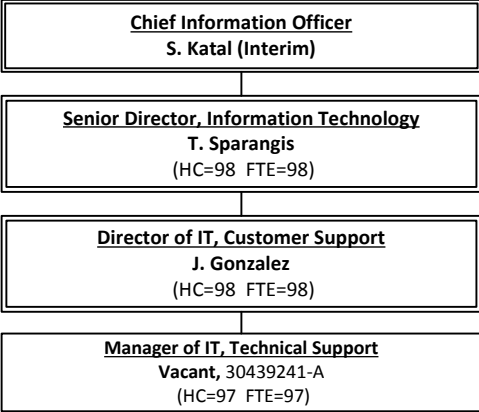 Chief Information Officer
S. Katal (Interim)
Senior Director, Information Technology
T. Sparangis
(HC=98 FTE=98)
Director of IT, Customer Support
J. Gonzalez
(HC=98 FTE=98)
Manager of IT, Technical Support
Vacant, 30439241-A
(HC=97 FTE=97)